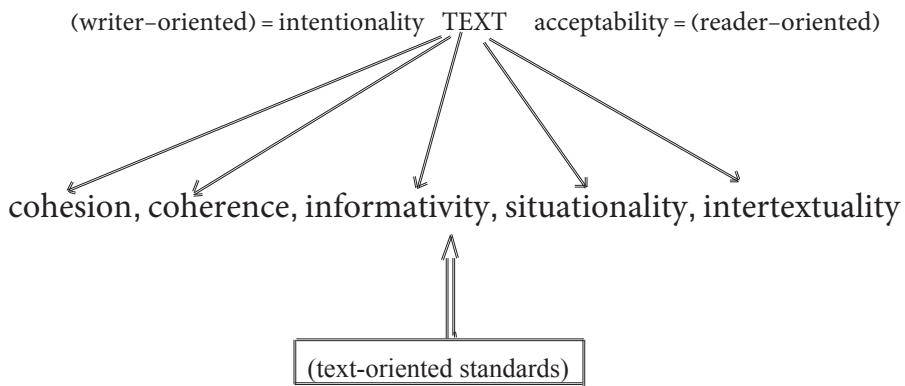 (writer–oriented) = intentionality TEXT acceptability = (reader–oriented)
cohesion, coherence, informativity, situationality, intertextuality
(text-oriented standards)